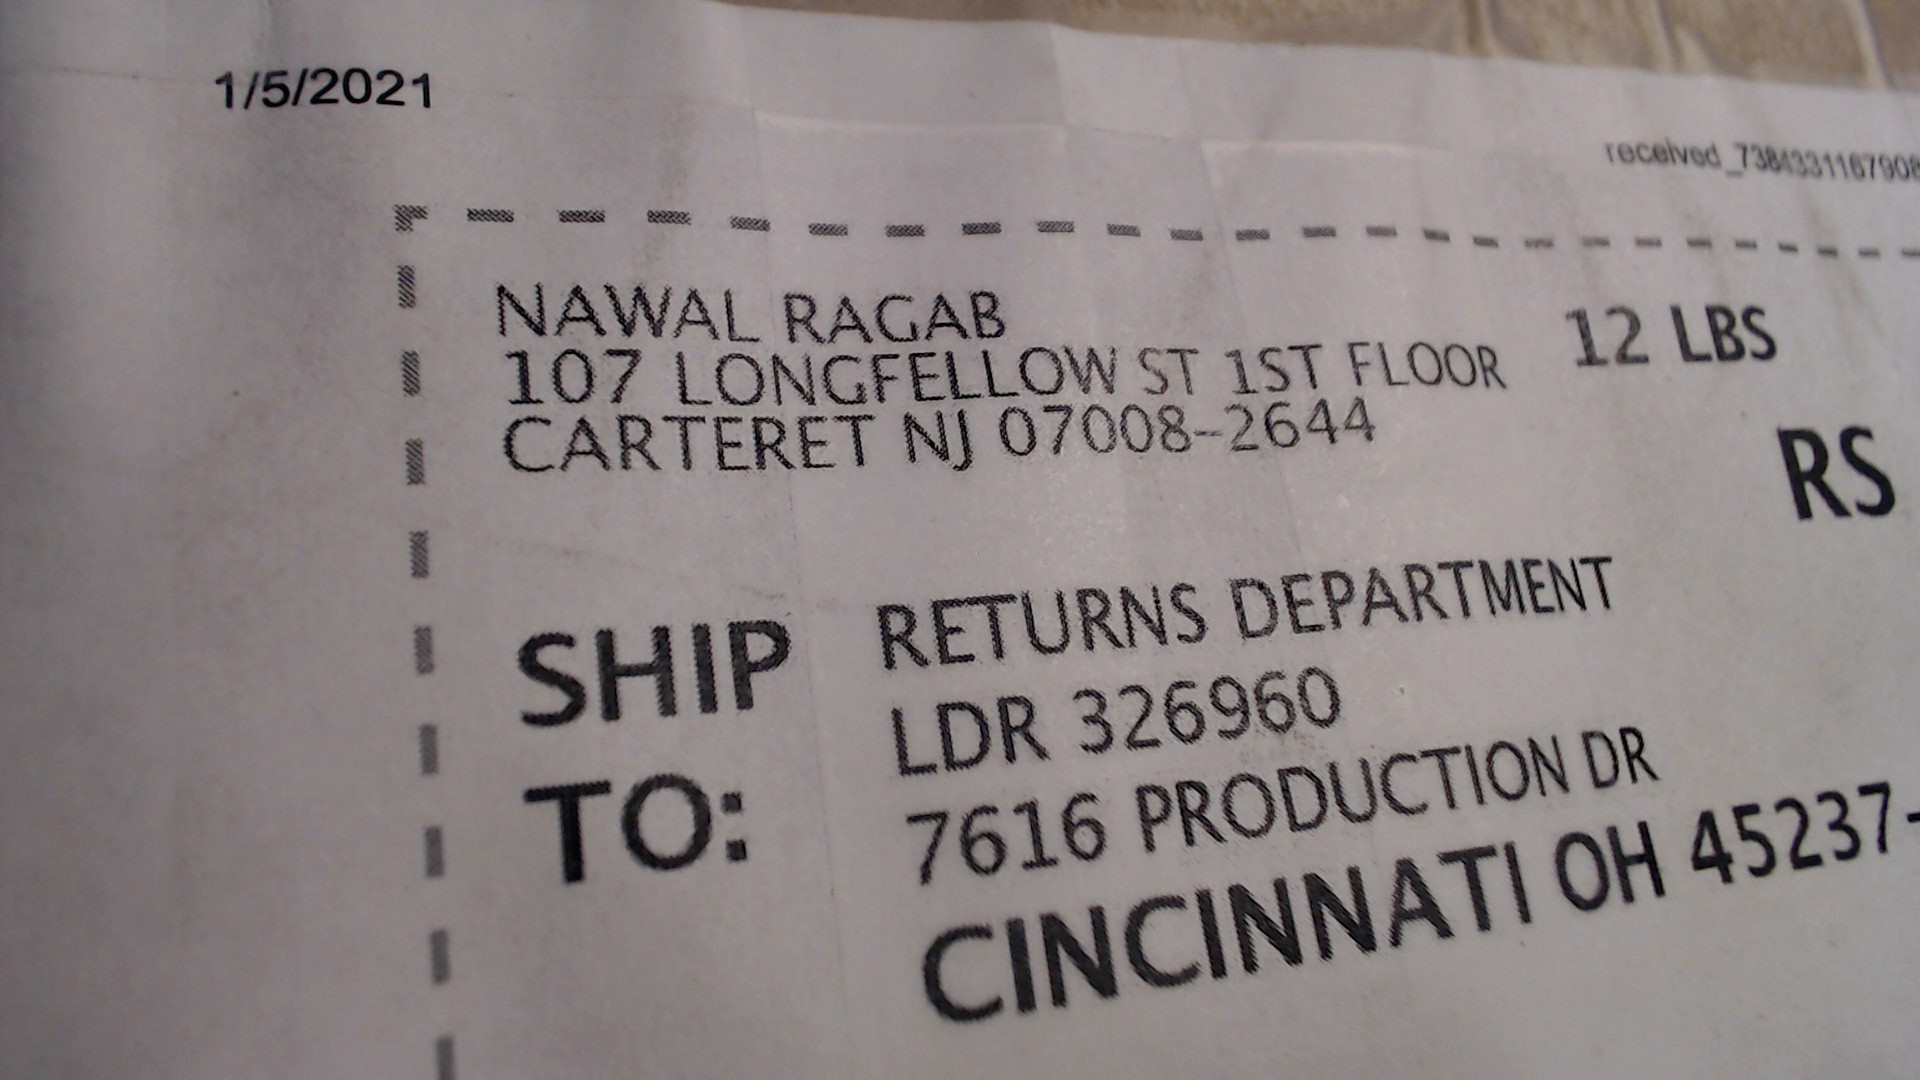 1/5/2021
received_7384331167908
NAWAL RAGAB
107 LONGFELLOW ST 1ST FLOOR
CARTERET NJ 07008-2644
12 LBS
RS
SHIP TO:
RETURNS DEPARTMENT
LDR 326960
7616 PRODUCTION DR
CINCINNATI OH 45237-